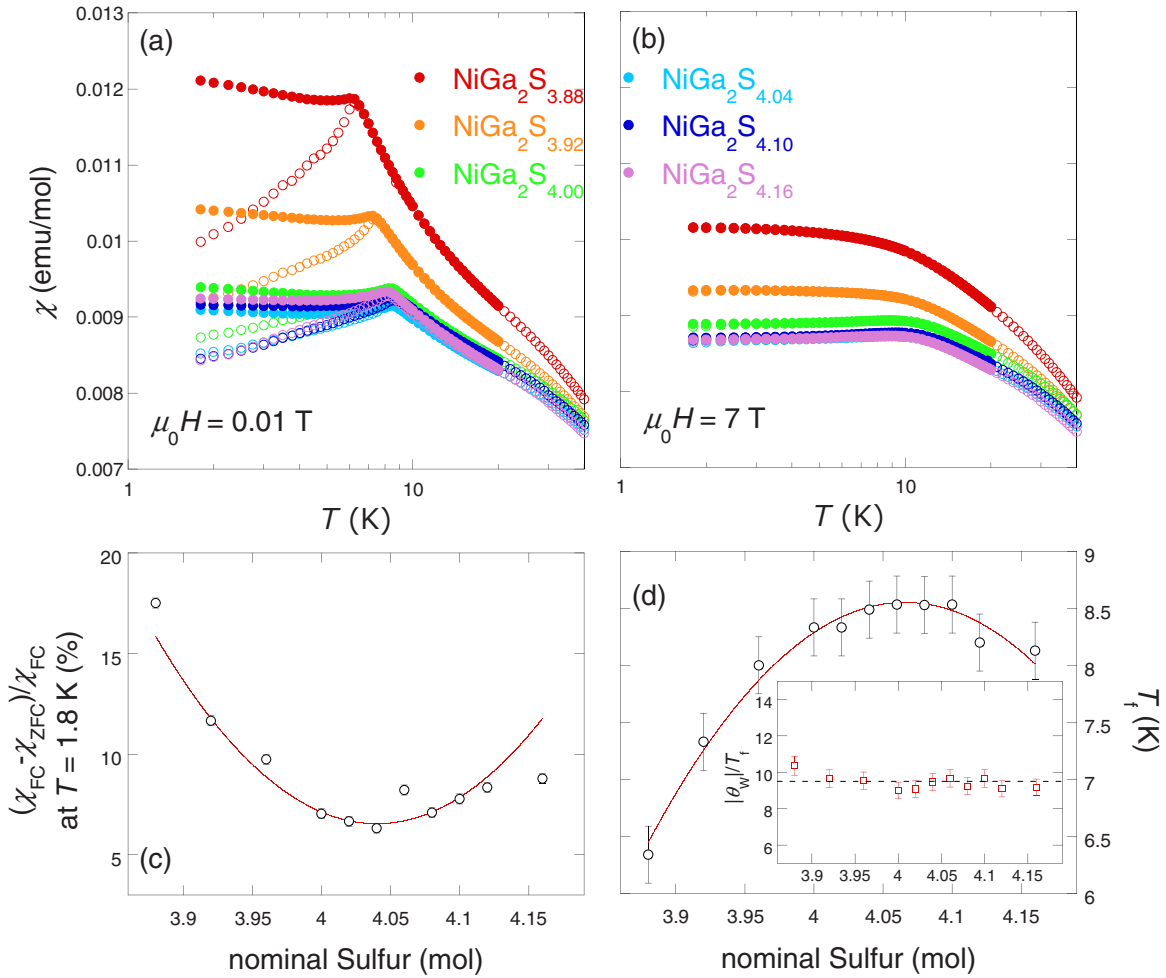 (a)
NiGa₂S₃.₈₈
NiGa₂S₃.₉₂
NiGa₂S₄.₀₀
μ₀H = 0.01 T
0.013
0.012
0.011
0.01
0.009
0.008
0.007
χ (emu/mol)
1
10
T (K)
(b)
NiGa₂S₄.₀₄
NiGa₂S₄.₁₀
NiGa₂S₄.₁₆
μ₀H = 7 T
1
10
T (K)
20
15
10
5
(χFC-χZFC)/χFC
at T = 1.8 K (%)
(c)
3.9
3.95
4
4.05
4.1
4.15
nominal Sulfur (mol)
(d)
9
8.5
8
7.5
7
6.5
6
Tf (K)
14
12
10
8
6
|θW|/Tf
3.9
3.95
4
4.05
4.1
4.15
3.9
3.95
4
4.05
4.1
4.15
nominal Sulfur (mol)